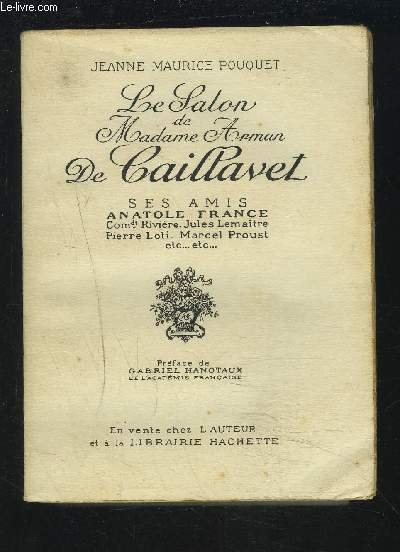 Le-livre.com
JEANNE MAURICE POUQUET
Le Salon
de
Madame Arman
De Caillavet
SES AMIS
ANATOLE FRANCE
Comdt Rivière. Jules Lemaître
Pierre Loti. Marcel Proust
etc... etc...
Préface de
GABRIEL HANOTAUX
DE L'ACADÉMIE FRANÇAISE
En vente chez L'AUTEUR
et à la LIBRAIRIE HACHETTE